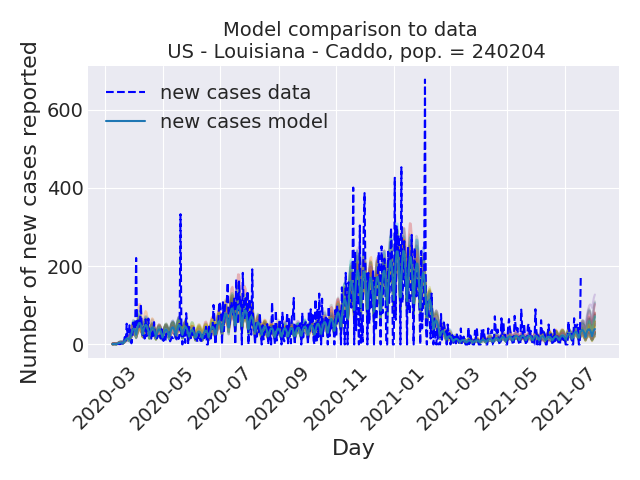 Model comparison to data
US - Louisiana - Caddo, pop. = 240204
Number of new cases reported
600
400
200
0
new cases data
new cases model
2020-03
2020-05
2020-07
2020-09
2020-11
2021-01
2021-03
2021-05
2021-07
Day